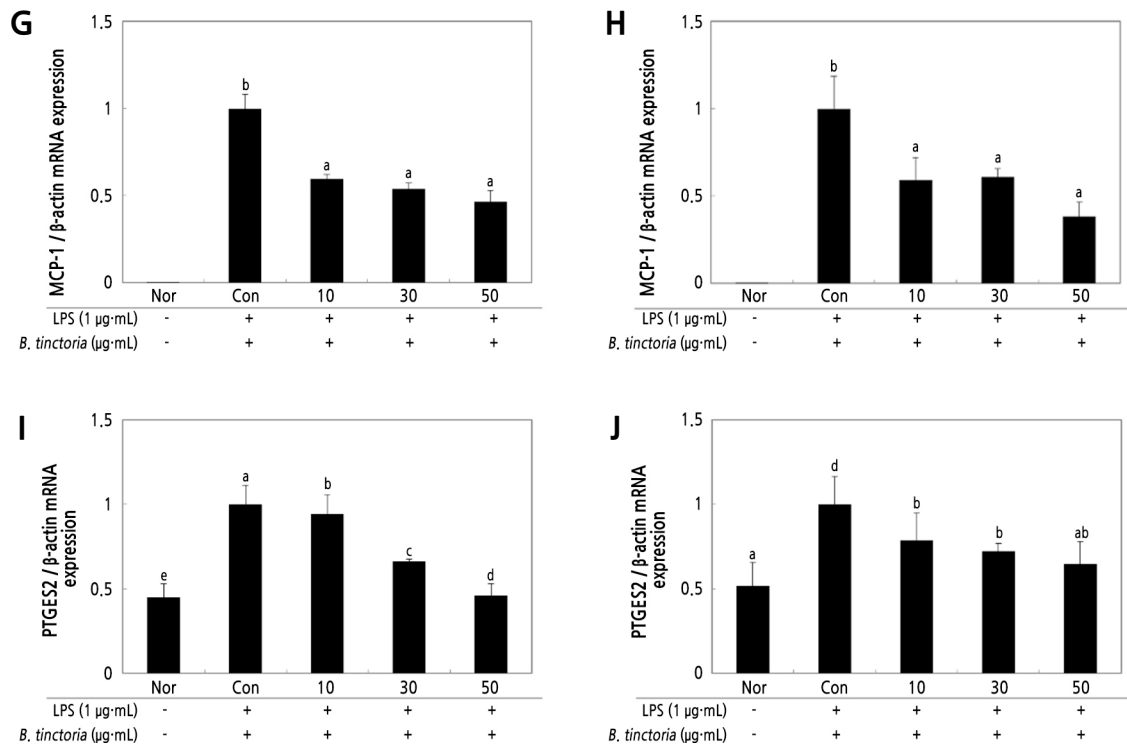 G
MCP-1 / β-actin mRNA expression
1.5
1
0.5
0
b
a
a
a
Nor Con 10 30 50
LPS (1 μg·mL) - + + + +
B. tinctoria (μg·mL) - + + + +
H
MCP-1 / β-actin mRNA expression
1.5
1
0.5
0
b
a
a
a
Nor Con 10 30 50
LPS (1 μg·mL) - + + + +
B. tinctoria (μg·mL) - + + + +
I
PTGES2 / β-actin mRNA
expression
1.5
1
0.5
0
e
a
b
c
d
Nor Con 10 30 50
LPS (1 μg·mL) - + + + +
B. tinctoria (μg·mL) - + + + +
J
PTGES2 / β-actin mRNA
expression
1.5
1
0.5
0
a
d
b
b
ab
Nor Con 10 30 50
LPS (1 μg·mL) - + + + +
B. tinctoria (μg·mL) - + + + +